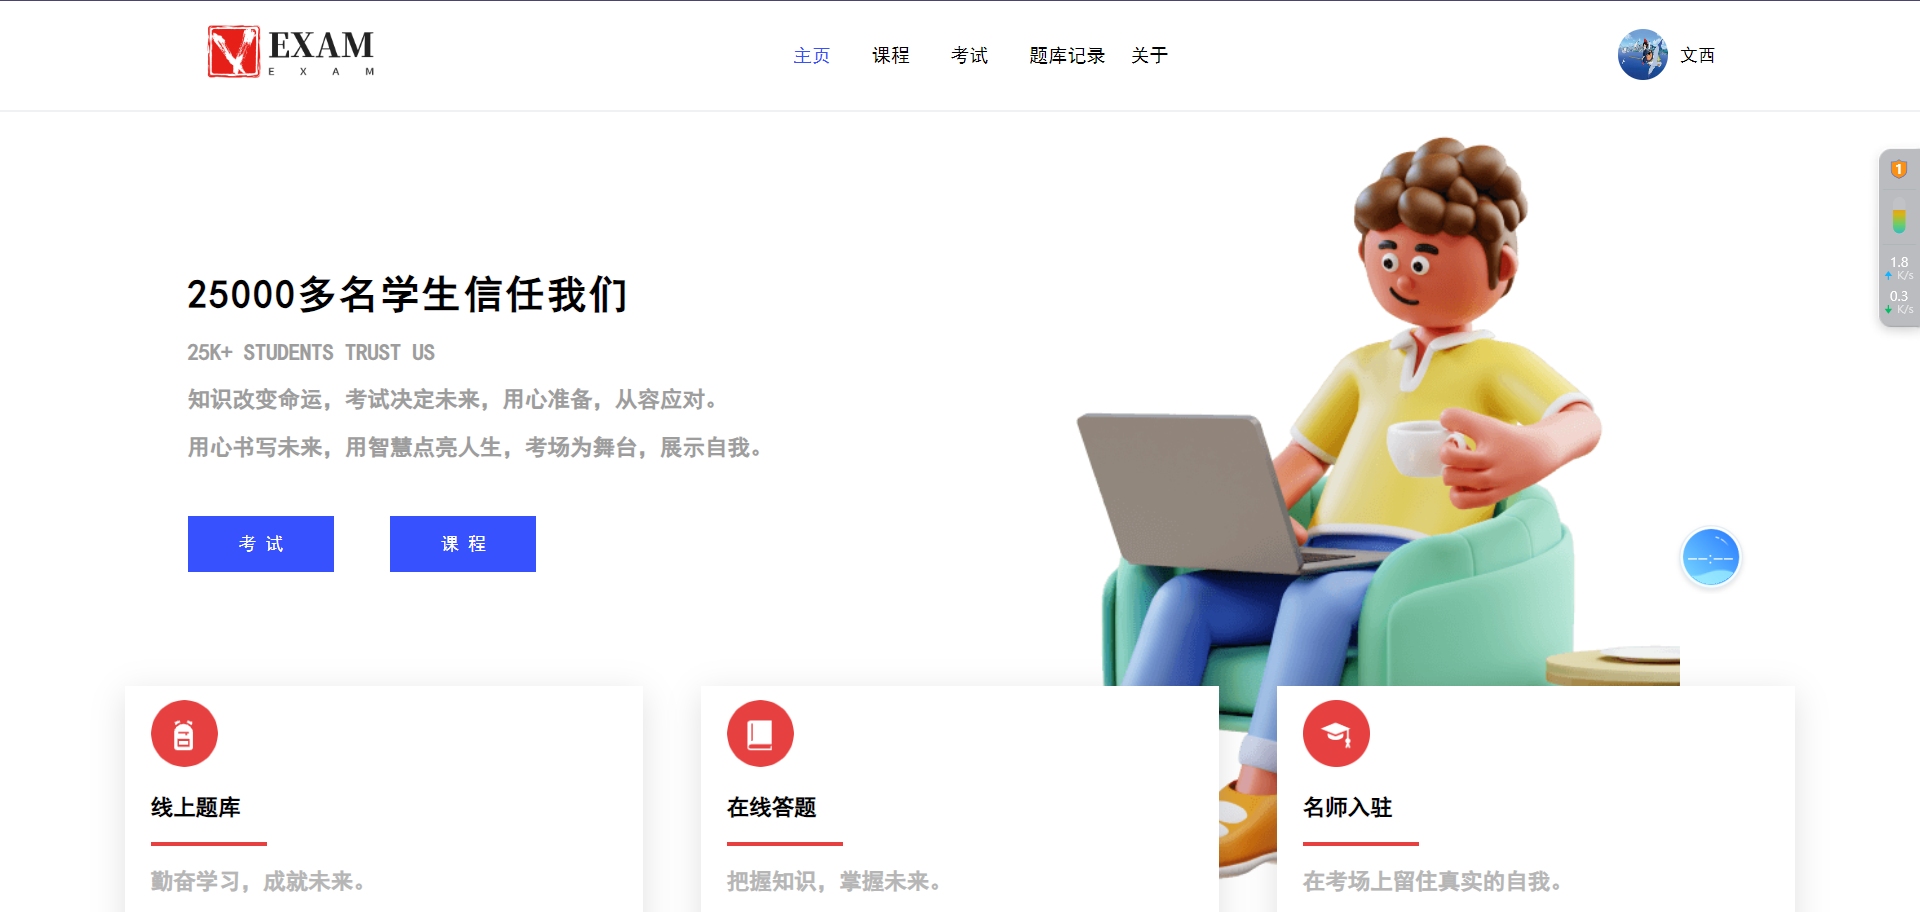 EXAM
E X A M
主页 课程 考试 题库记录 关于
文西
1
1.8
K/s
0.3
K/s
25000多名学生信任我们
25K+ STUDENTS TRUST US
知识改变命运，考试决定未来，用心准备，从容应对。
用心书写未来，用智慧点亮人生，考场为舞台，展示自我。
考 试 课 程
--:--
线上题库
勤奋学习，成就未来。
在线答题
把握知识，掌握未来。
名师入驻
在考场上留住真实的自我。